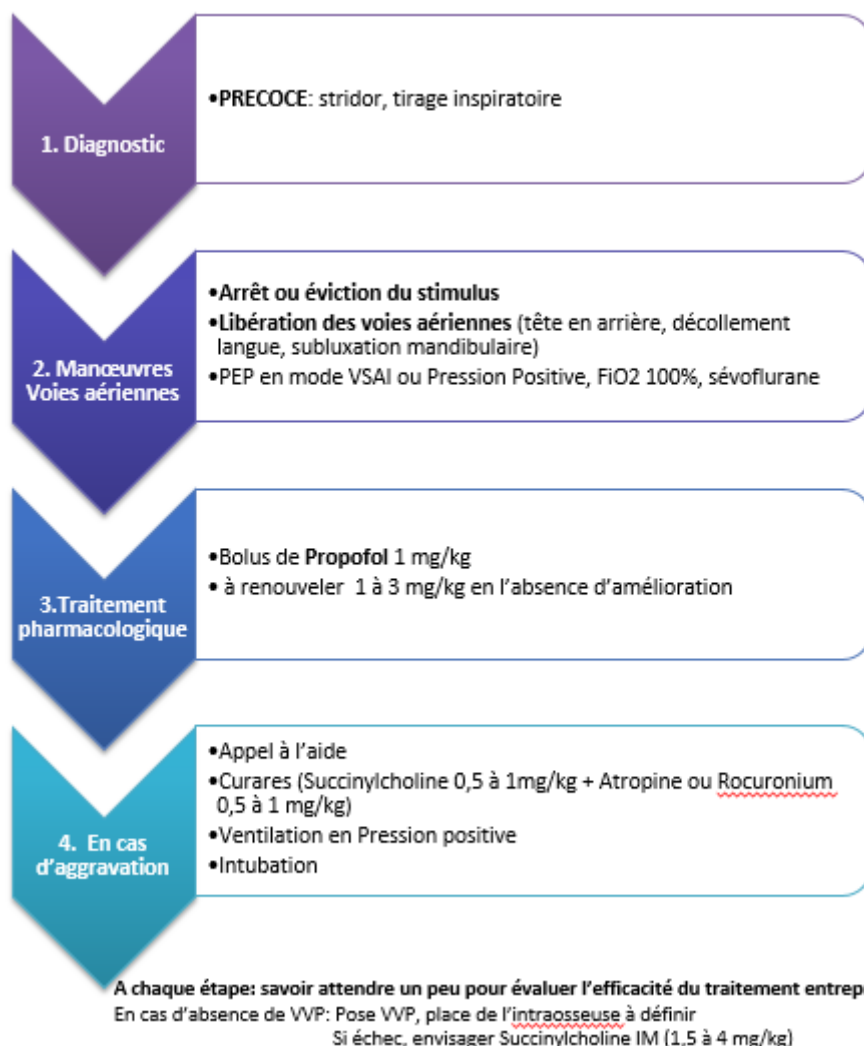 1. Diagnostic
•PRECOCE: stridor, tirage inspiratoire
2. Manœuvres
Voies aériennes
•Arrêt ou éviction du stimulus
•Libération des voies aériennes (tête en arrière, décollement
langue, subluxation mandibulaire)
•PEP en mode VSAI ou Pression Positive, FiO2 100%, sévoflurane
3.Traitement
pharmacologique
•Bolus de Propofol 1 mg/kg
• à renouveler 1 à 3 mg/kg en l'absence d'amélioration
4. En cas
d'aggravation
•Appel à l'aide
•Curares (Succinylcholine 0,5 à 1mg/kg + Atropine ou Rocuronium
0,5 à 1 mg/kg)
•Ventilation en Pression positive
•Intubation
A chaque étape: savoir attendre un peu pour évaluer l'efficacité du traitement entrep
En cas d'absence de VVP: Pose VVP, place de l'intraosseuse à définir
Si échec, envisager Succinylcholine IM (1,5 à 4 mg/kg)